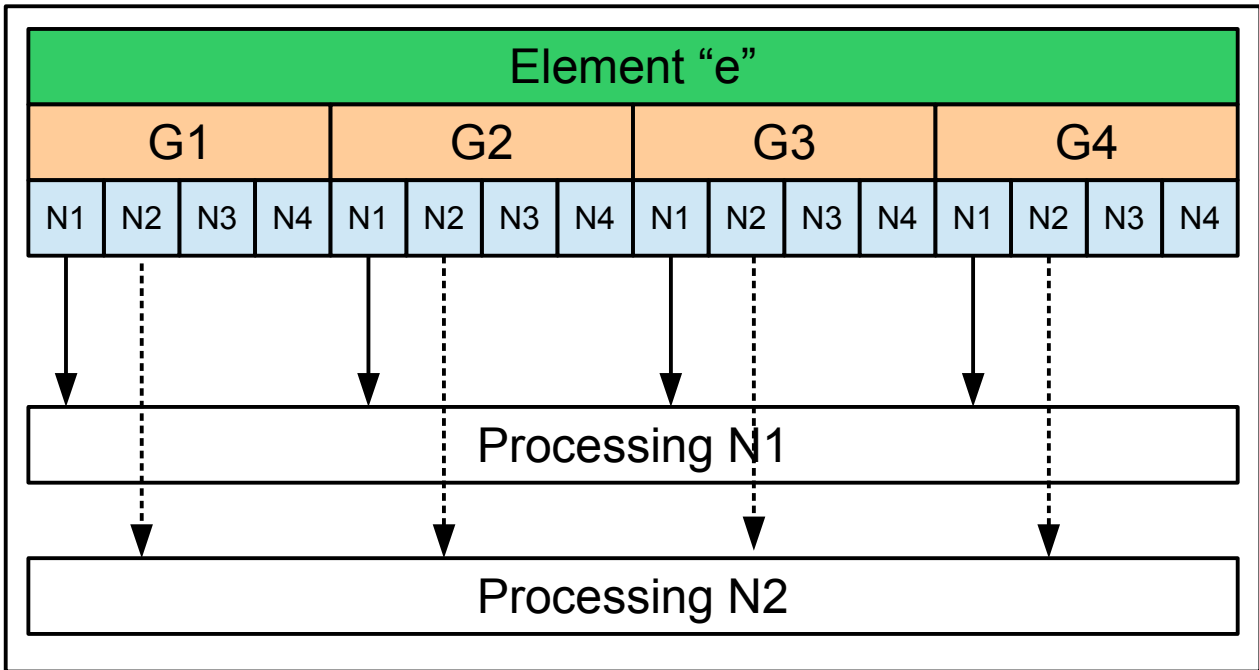 Element “e”
G1 G2 G3 G4
N1 N2 N3 N4 N1 N2 N3 N4 N1 N2 N3 N4 N1 N2 N3 N4
Processing N1
Processing N2